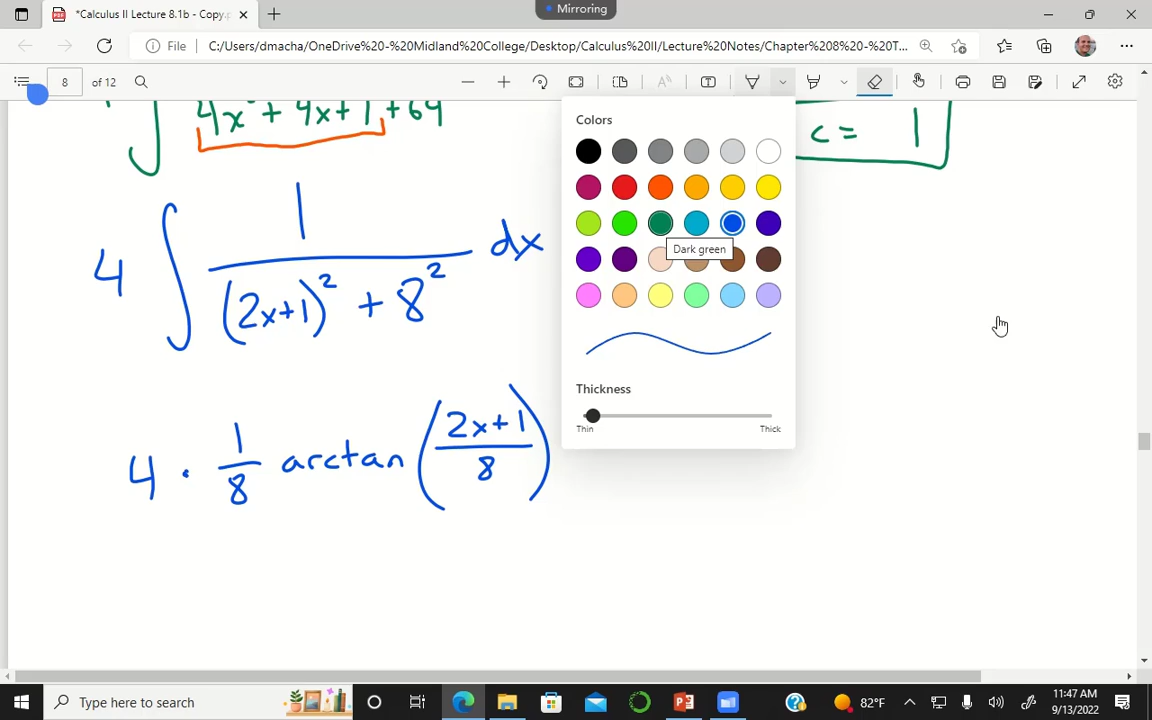 Mirroring
*Calculus II Lecture 8.1b - Copy.p
File C:/Users/dmacha/OneDrive%20-%20Midland%20College/Desktop/Calculus%20II/Lecture%20Notes/Chapter%208%20-%20T...
8 of 12
4x² + 4x + 1 + 64
c = 1
4 ∫ 1 / ((2x+1)² + 8²) dx
4 · 1/8 arctan ((2x+1)/8)
Colors
Dark green
Thickness
Thin Thick
Type here to search
82°F
11:47 AM
9/13/2022